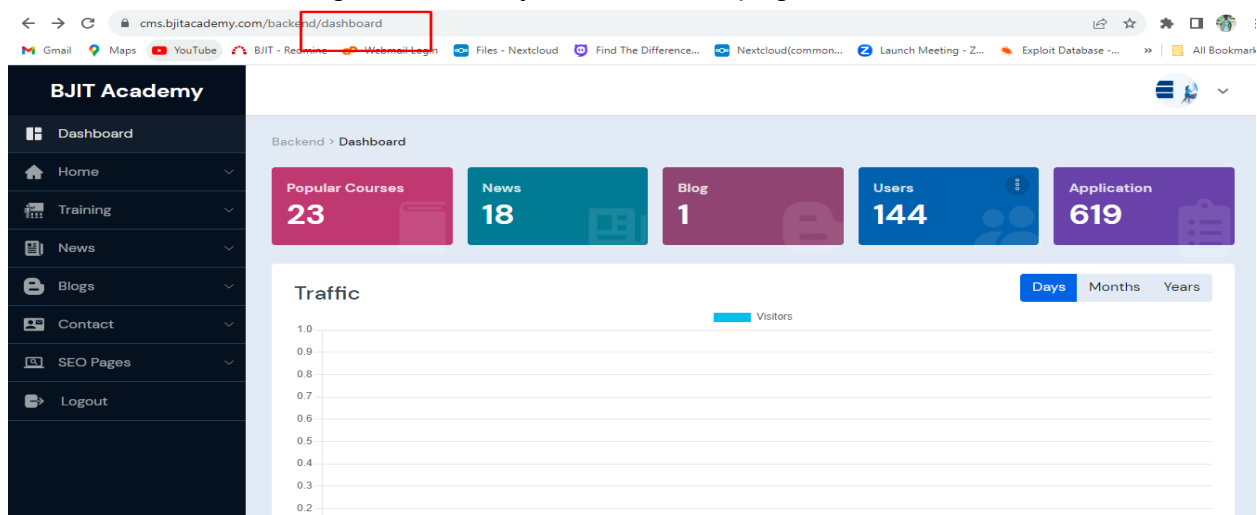 cms.bjitacademy.com/backend/dashboard
Gmail Maps YouTube BJIT - Redmine Webmail Login Files - Nextcloud Find The Difference... Nextcloud(common... Launch Meeting - Z... Exploit Database -... » All Bookmark
BJIT Academy
Dashboard
Home
Training
News
Blogs
Contact
SEO Pages
Logout
Backend > Dashboard
Popular Courses
23
News
18
Blog
1
Users
144
Application
619
Traffic
Days Months Years
Visitors
1.0
0.9
0.8
0.7
0.6
0.5
0.4
0.3
0.2